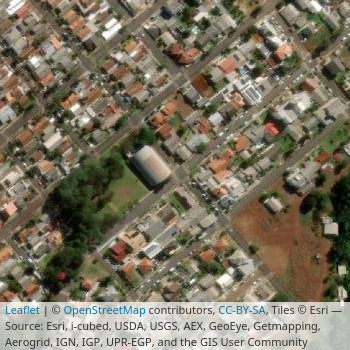 Leaflet | © OpenStreetMap contributors, CC-BY-SA, Tiles © Esri —
Source: Esri, i-cubed, USDA, USGS, AEX, GeoEye, Getmapping,
Aerogrid, IGN, IGP, UPR-EGP, and the GIS User Community